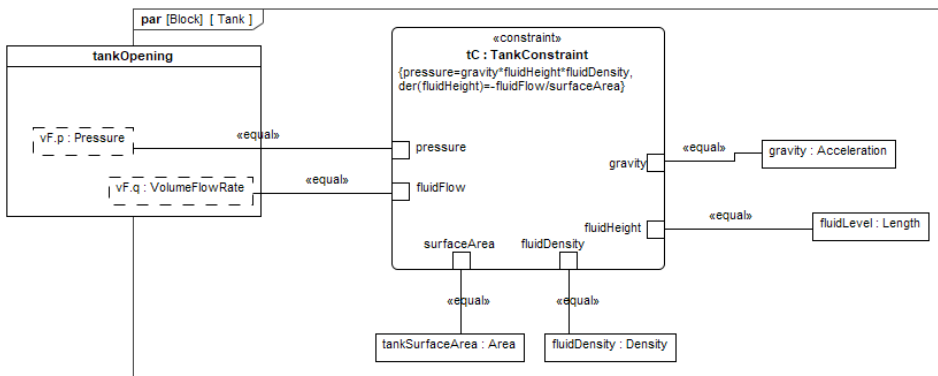 par [Block] [ Tank ]
tankOpening
«constraint»
tC : TankConstraint
{pressure=gravity*fluidHeight*fluidDensity,
der(fluidHeight)=-fluidFlow/surfaceArea}
vF.p : Pressure
«equal»
pressure
gravity
«equal»
gravity : Acceleration
vF.q : VolumeFlowRate
«equal»
fluidFlow
fluidHeight
«equal»
fluidLevel : Length
surfaceArea
fluidDensity
«equal»
«equal»
tankSurfaceArea : Area
fluidDensity : Density